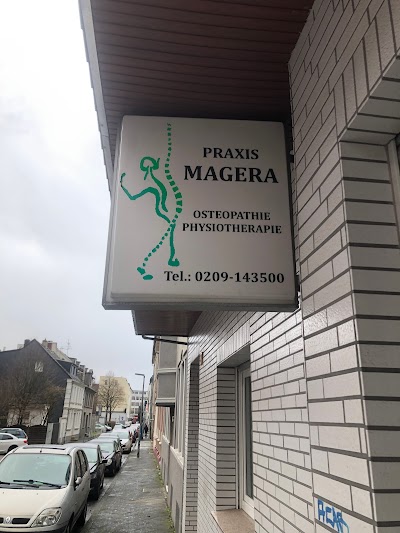 PRAXIS
MAGERA
OSTEOPATHIE
PHYSIOTHERAPIE
Tel.: 0209-143500